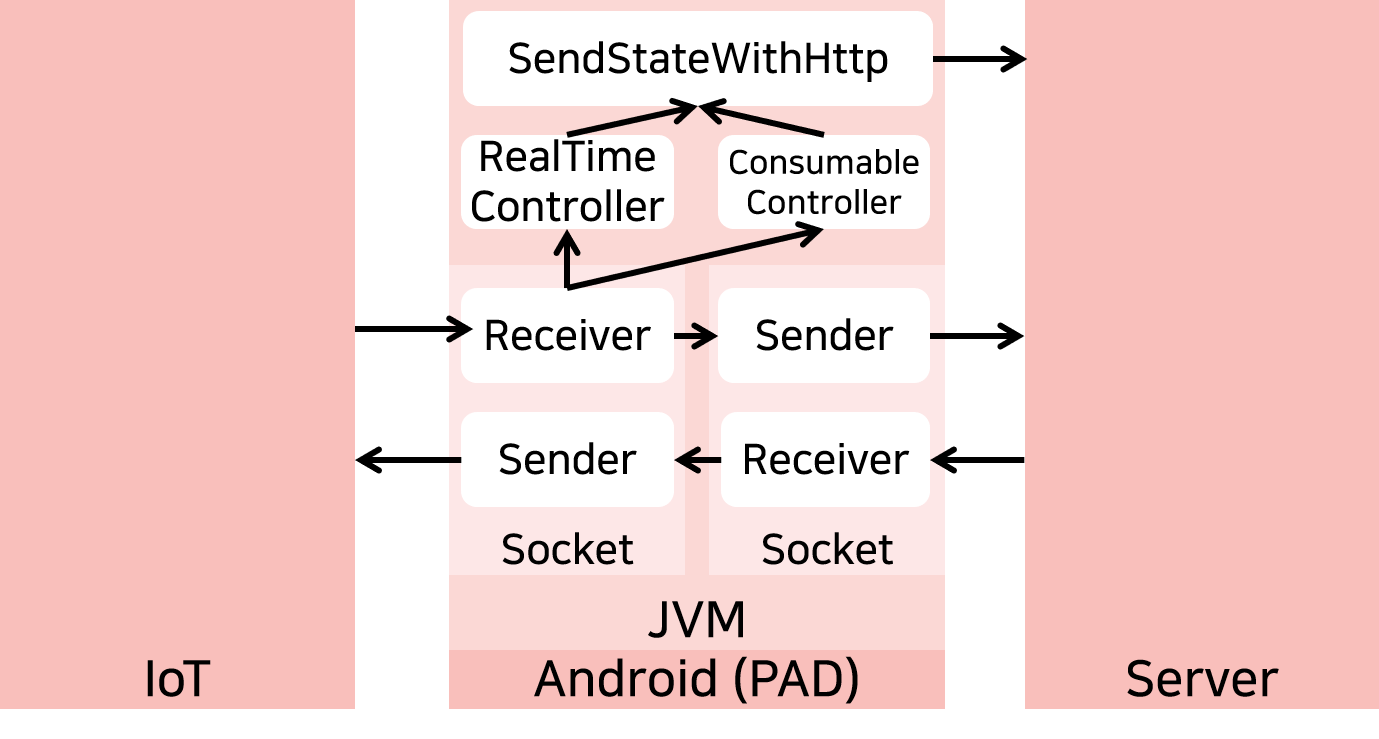 SendStateWithHttp
RealTime
Controller
Consumable
Controller
Receiver
Sender
Sender
Receiver
Socket
Socket
JVM
IoT
Android (PAD)
Server